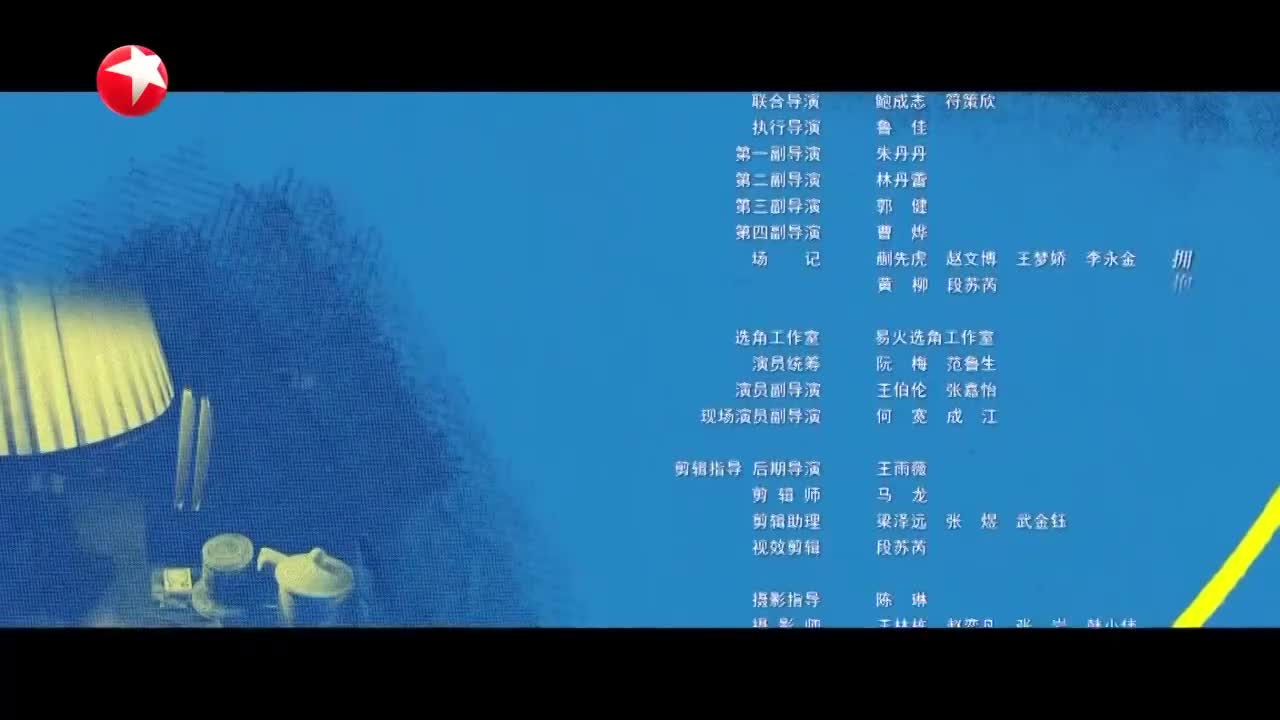 联合导演 鲍成志 符策欣
执行导演 鲁 佳
第一副导演 朱丹丹
第二副导演 林丹蕾
第三副导演 郭 健
第四副导演 曹 烨
场 记 蒯先虎 赵文博 王梦娇 李永金
黄 柳 段苏芮
拥
抱
选角工作室 易火选角工作室
演员统筹 阮 梅 范鲁生
演员副导演 王伯伦 张嘉怡
现场演员副导演 何 宽 成 江
剪辑指导 后期导演 王雨薇
剪 辑 师 马 龙
剪辑助理 梁泽远 张 煜 武金钰
视效剪辑 段苏芮
摄影指导 陈 琳
摄 影 师